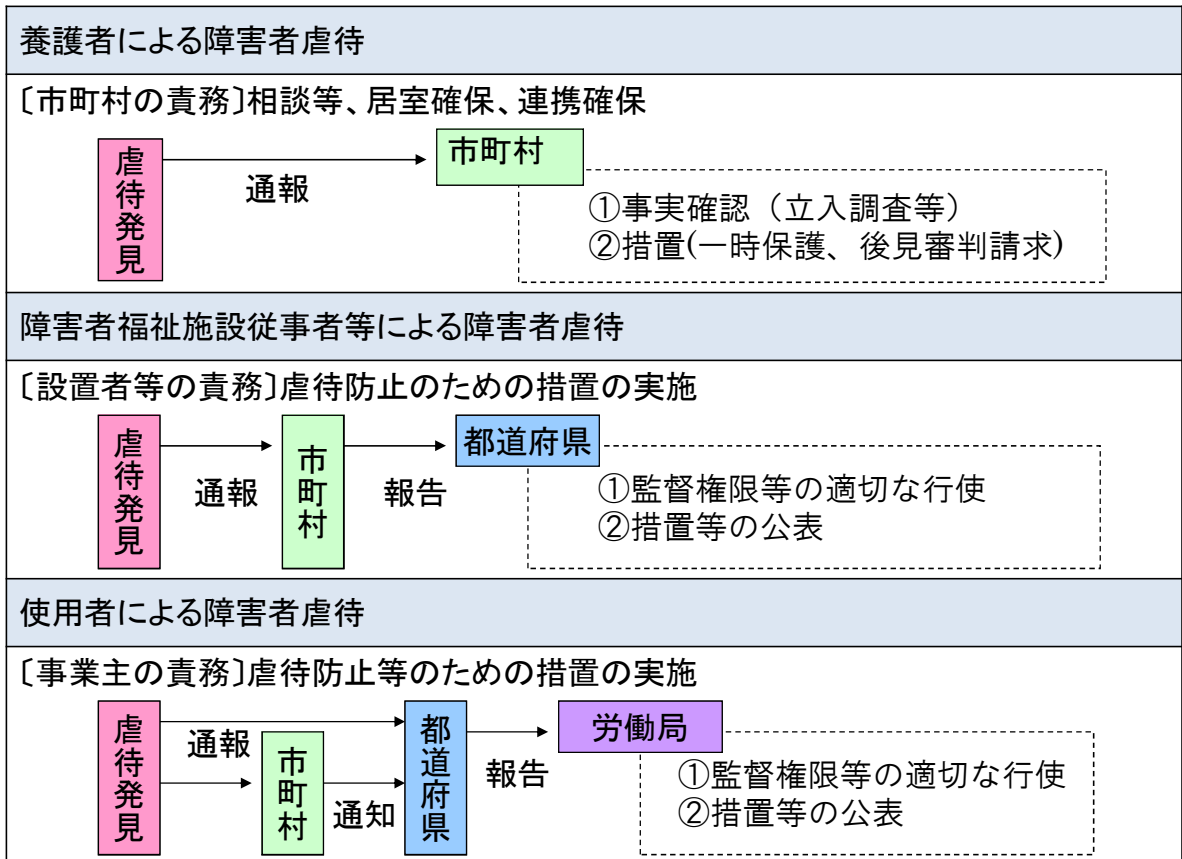 養護者による障害者虐待
〔市町村の責務〕相談等、居室確保、連携確保
虐待発見
通報
市町村
①事実確認（立入調査等）
②措置(一時保護、後見審判請求)
障害者福祉施設従事者等による障害者虐待
〔設置者等の責務〕虐待防止のための措置の実施
虐待発見
通報
市町村
報告
都道府県
①監督権限等の適切な行使
②措置等の公表
使用者による障害者虐待
〔事業主の責務〕虐待防止等のための措置の実施
虐待発見
通報
市町村
通知
都道府県
報告
労働局
①監督権限等の適切な行使
②措置等の公表